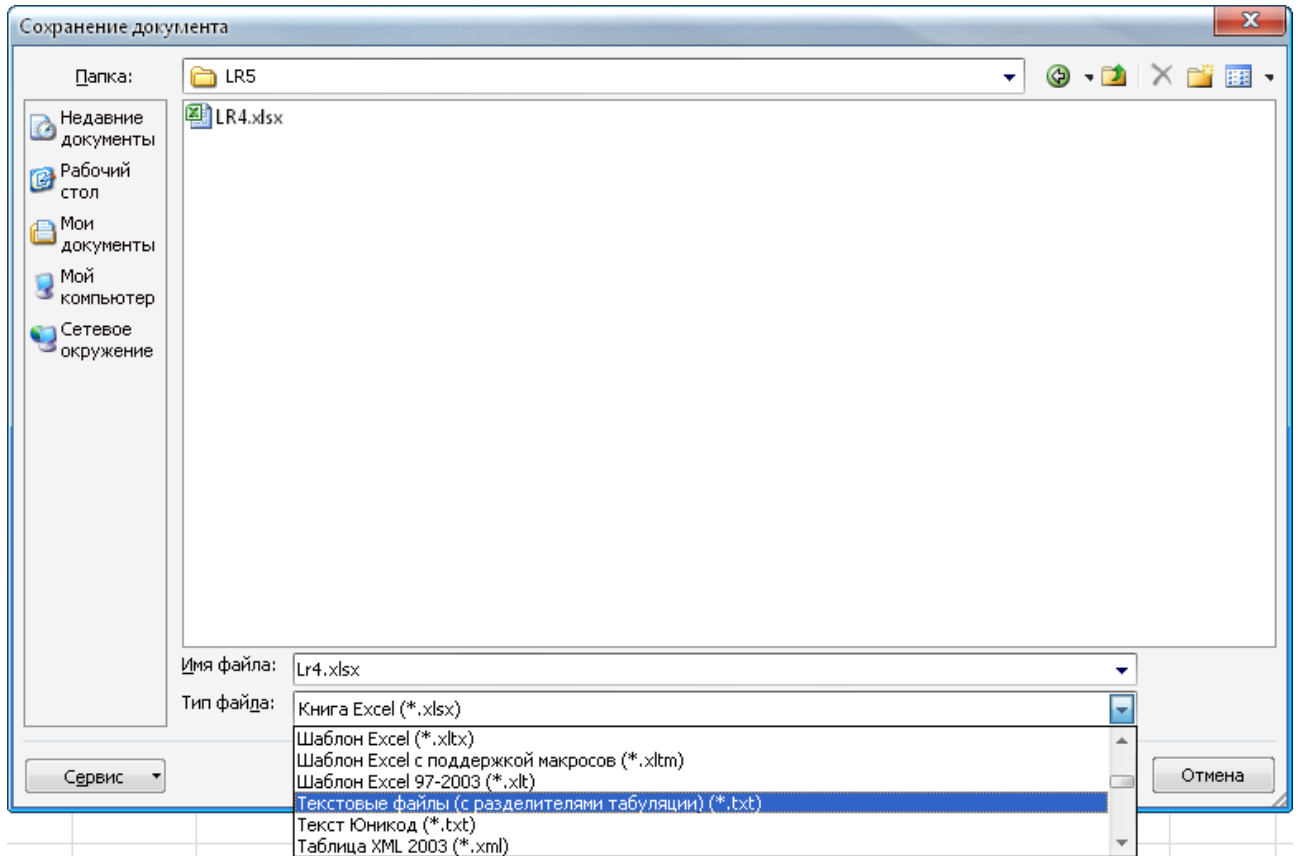 Сохранение документа
Папка:
LR5
Недавние
документы
Рабочий
стол
Мои
документы
Мой
компьютер
Сетевое
окружение
LR4.xlsx
Имя файла:
Lr4.xlsx
Тип файла:
Книга Excel (*.xlsx)
Шаблон Excel (*.xltx)
Шаблон Excel с поддержкой макросов (*.xltm)
Шаблон Excel 97-2003 (*.xlt)
Текстовые файлы (с разделителями табуляции) (*.txt)
Текст Юникод (*.txt)
Таблица XML 2003 (*.xml)
Сервис
Отмена